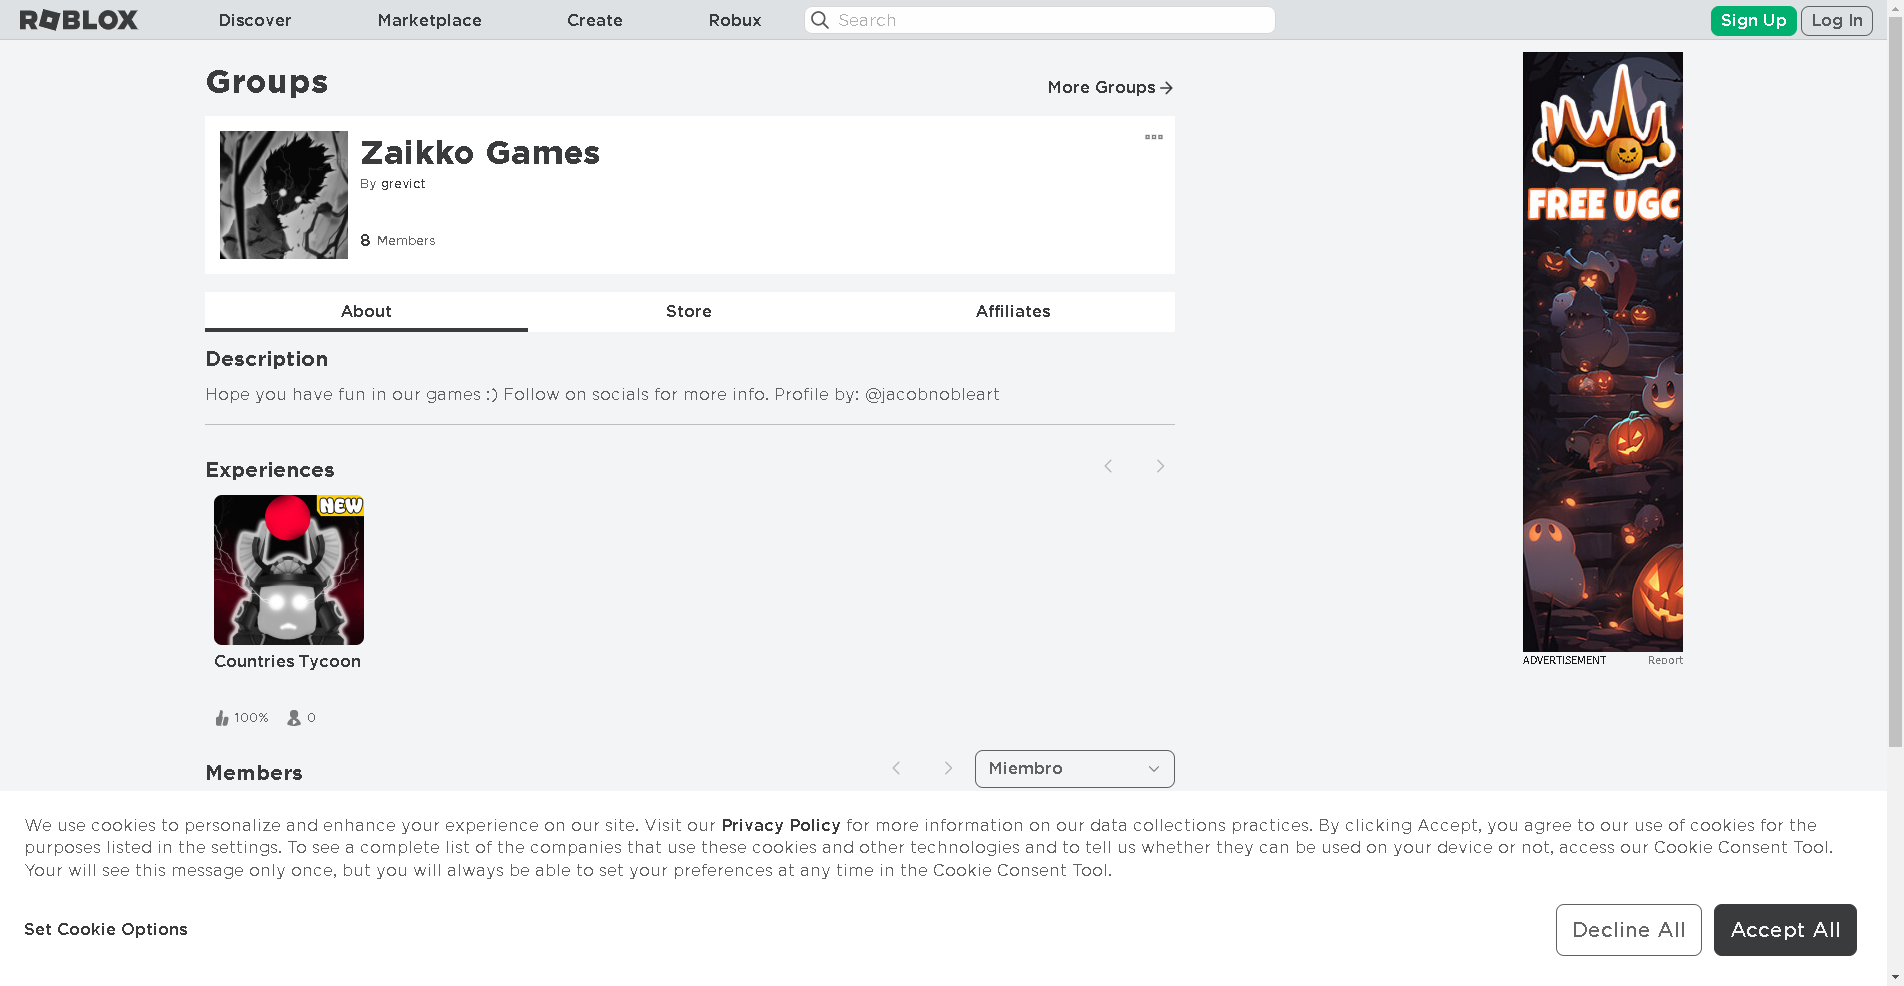 ROBLOX
Discover
Marketplace
Create
Robux
Search
Sign Up
Log In
Groups
More Groups
Zaikko Games
By grevict
8 Members
About
Store
Affiliates
Description
Hope you have fun in our games :) Follow on socials for more info. Profile by: @jacobnobleart
Experiences
NEW
Countries Tycoon
100%
0
Members
Miembro
FREE UGC
ADVERTISEMENT
Report
We use cookies to personalize and enhance your experience on our site. Visit our Privacy Policy for more information on our data collections practices. By clicking Accept, you agree to our use of cookies for the
purposes listed in the settings. To see a complete list of the companies that use these cookies and other technologies and to tell us whether they can be used on your device or not, access our Cookie Consent Tool.
Your will see this message only once, but you will always be able to set your preferences at any time in the Cookie Consent Tool.
Set Cookie Options
Decline All
Accept All